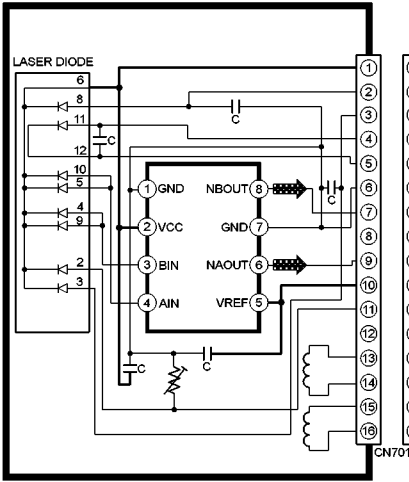 LASER DIODE
6
8
11
12
10
5
4
9
2
3
C
C
C
C
C
1 GND
2 VCC
3 BIN
4 AIN
NBOUT 8
GND 7
NAOUT 6
VREF 5
1
2
3
4
5
6
7
8
9
10
11
12
13
14
15
16
CN701